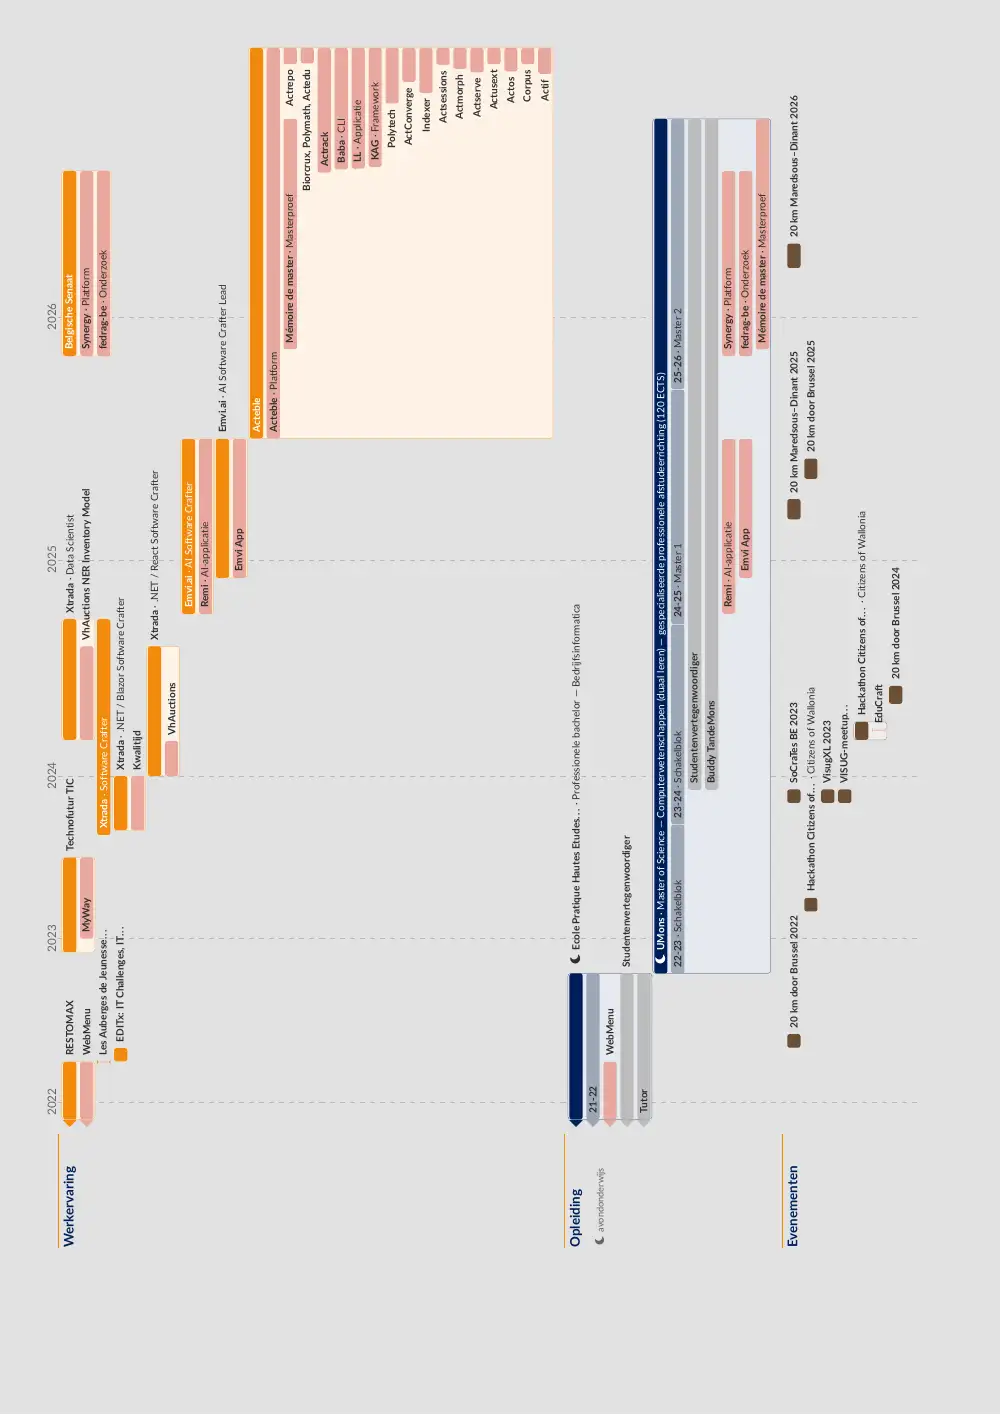 2022
2023
2024
2025
2026
Werkervaring
RESTOMAX
Technofutur TIC
Xtrada · Data Scientist
Belgische Senaat
WebMenu
MyWay
VhAuctions NER Inventory Model
Synergy · Platform
Les Auberges de Jeunesse…
Xtrada · Software Crafter
fedrag-be · Onderzoek
EDITx: IT Challenges, IT…
Xtrada · .NET / Blazor Software Crafter
Kwalitijd
Xtrada · .NET / React Software Crafter
VhAuctions
Emvi.ai · AI Software Crafter
Remi · AI-applicatie
Emvi.ai · AI Software Crafter Lead
Emvi App
Acteble
Acteble · Platform
Mémoire de master · Masterproef
Actrepo
Biorcrux, Polymath, Actedu
Actrack
Baba · CLI
LL · Applicatie
KAG · Framework
Polytech
ActConverge
Indexer
Actsessions
Actmorph
Actserve
Actusext
Actos
Corpus
Actif
Opleiding
avondonderwijs
Ecole Pratique Hautes Etudes… · Professionele bachelor — Bedrijfsinformatica
21-22
WebMenu
Studentenvertegenwoordiger
Tutor
UMons · Master of Science — Computerwetenschappen (duaal leren) — gespecialiseerde professionele afstudeerrichting (120 ECTS)
22-23 · Schakelblok
23-24 · Schakelblok
24-25 · Master 1
25-26 · Master 2
Studentenvertegenwoordiger
Buddy TandeMons
Remi · AI-applicatie
Synergy · Platform
Emvi App
fedrag-be · Onderzoek
Mémoire de master · Masterproef
Evenementen
20 km door Brussel 2022
SoCraTes BE 2023
20 km Maredsous–Dinant 2025
20 km Maredsous–Dinant 2026
Hackathon Citizens of… · Citizens of Wallonia
20 km door Brussel 2025
VisugXL 2023
VISUG-meetup…
Hackathon Citizens of… · Citizens of Wallonia
EduCraft
20 km door Brussel 2024